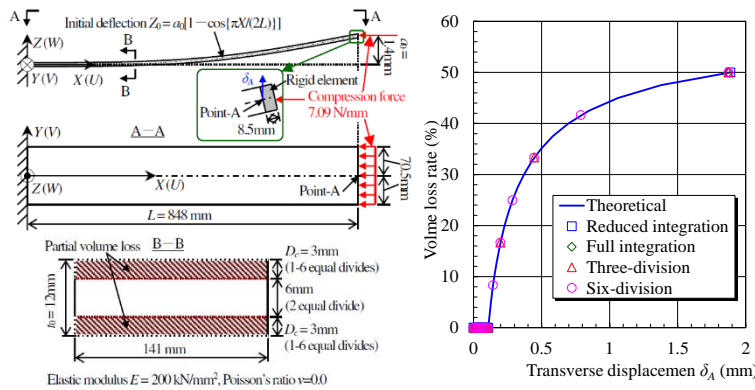 A
A
Initial deflection Z0 = a0[1−cos{πX/(2L)}]
Z(W)
B
B
Y(V)
X(U)
a0 = 14mm
δA
Rigid element
Point-A
Compression force
7.09 N/mm
8.5mm
Y(V)
A—A
X(U)
Z(W)
Point-A
70.5mm
L = 848 mm
Partial volume loss
B—B
Dc = 3mm
(1-6 equal divides)
t0 = 12mm
6mm
(2 equal divide)
Dc = 3mm
(1-6 equal divides)
141 mm
Elastic modulus E = 200 kN/mm², Poisson's ratio ν=0.0
60
50
40
30
20
10
0
Volme loss rate (%)
Theoretical
Reduced integration
Full integration
Three-division
Six-division
0
0.5
1
1.5
2
Transverse displacemen δA (mm)